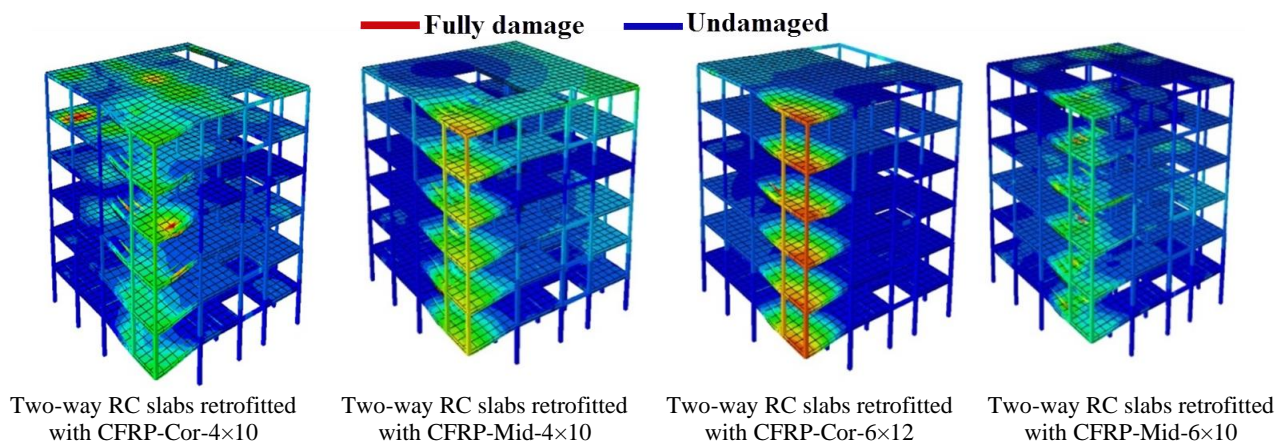 Fully damage
Undamaged
Two-way RC slabs retrofitted
with CFRP-Cor-4×10
Two-way RC slabs retrofitted
with CFRP-Mid-4×10
Two-way RC slabs retrofitted
with CFRP-Cor-6×12
Two-way RC slabs retrofitted
with CFRP-Mid-6×10